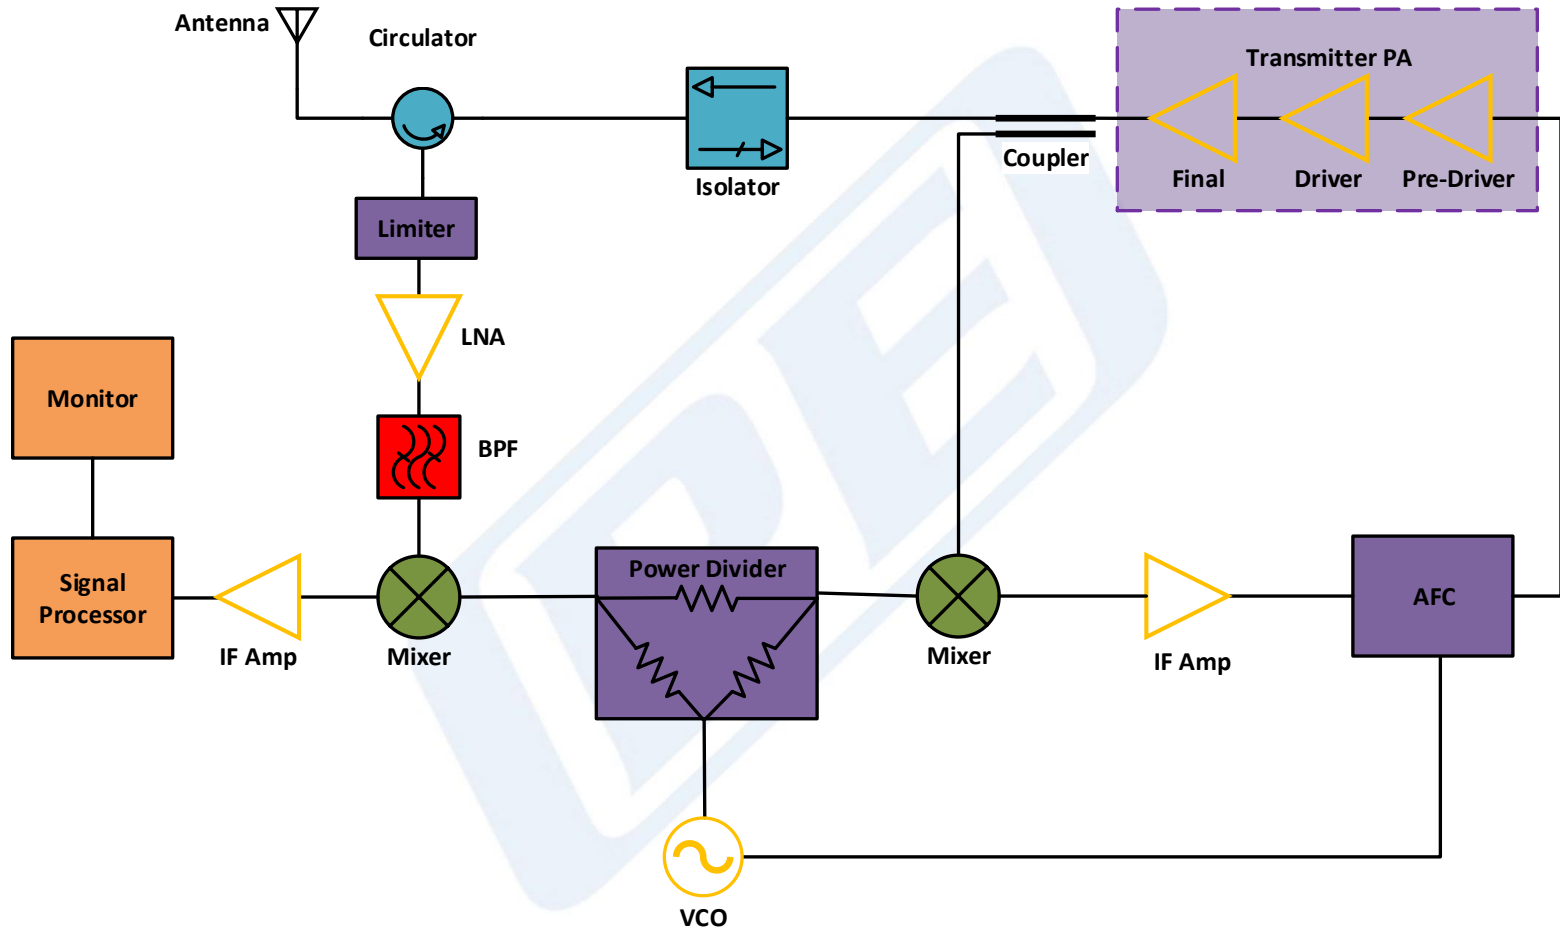 Antenna
Circulator
Transmitter PA
Final
Driver
Pre-Driver
Coupler
Isolator
Limiter
LNA
BPF
Monitor
Signal
Processor
IF Amp
Mixer
Power Divider
Mixer
IF Amp
AFC
VCO
PEI